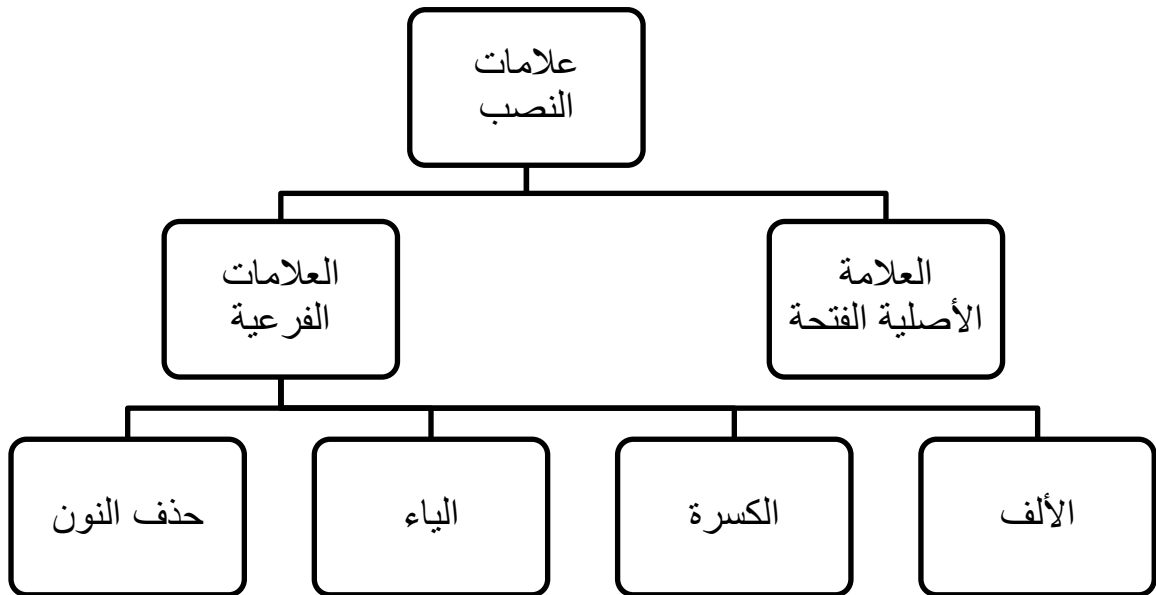 علامات
النصب
العلامة
الأصلية الفتحة
العلامات
الفرعية
الألف
الكسرة
الياء
حذف النون